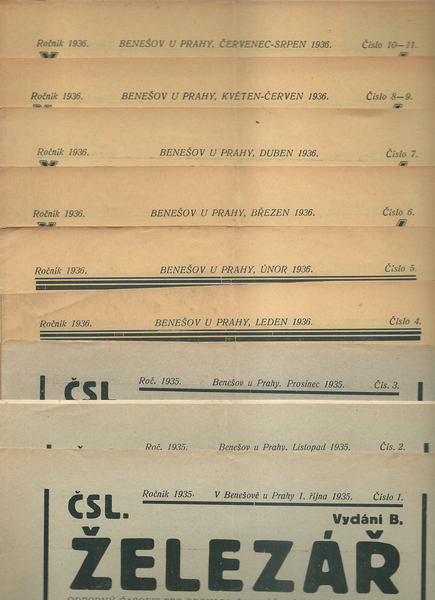 Ročník 1936. BENEŠOV U PRAHY, ČERVENEC-SRPEN 1936. Číslo 10—11.
Ročník 1936. BENEŠOV U PRAHY, KVĚTEN-ČERVEN 1936. Číslo 8—9.
Ročník 1936. BENEŠOV U PRAHY, DUBEN 1936. Číslo 7.
Ročník 1936. BENEŠOV U PRAHY, BŘEZEN 1936. Číslo 6.
Ročník 1936. BENEŠOV U PRAHY, ÚNOR 1936. Číslo 5.
Ročník 1936. BENEŠOV U PRAHY, LEDEN 1936. Číslo 4.
Roč. 1935. Benešov u Prahy. Prosinec 1935. Čís. 3.
ČSL
Roč. 1935. Benešov u Prahy. Listopad 1935. Čís. 2.
Ročník 1935. V Benešově u Prahy 1. října 1935. Číslo 1.
ČSL.
Vydání B.
ŽELEZÁŘ